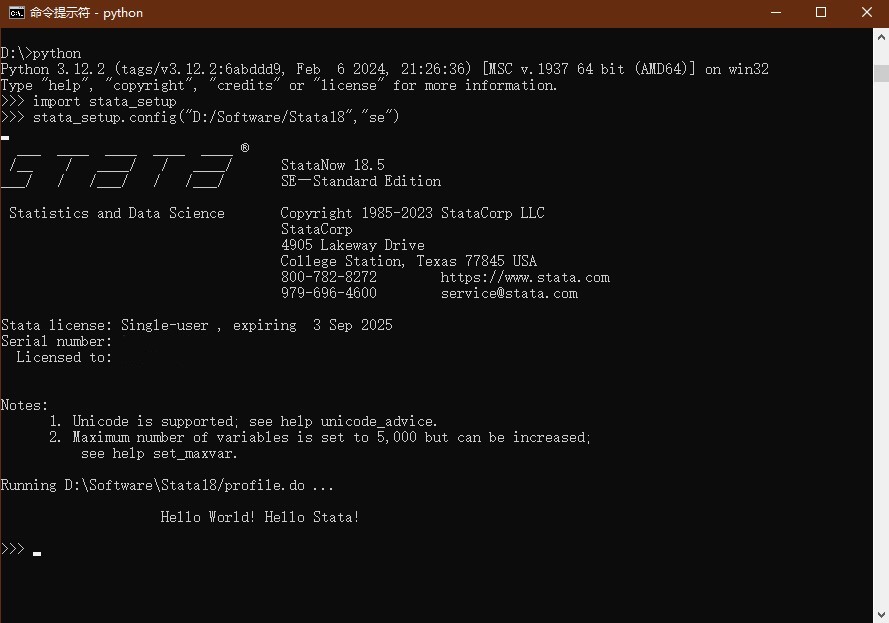 命令提示符 - python
D:\>python
Python 3.12.2 (tags/v3.12.2:6abddd9, Feb  6 2024, 21:26:36) [MSC v.1937 64 bit (AMD64)] on win32
Type "help", "copyright", "credits" or "license" for more information.
>>> import stata_setup
>>> stata_setup.config("D:/Software/Stata18","se")
Stata ®
StataNow 18.5
SE—Standard Edition
Statistics and Data Science       Copyright 1985-2023 StataCorp LLC
StataCorp
4905 Lakeway Drive
College Station, Texas 77845 USA
800-782-8272        https://www.stata.com
979-696-4600        service@stata.com
Stata license: Single-user , expiring  3 Sep 2025
Serial number:
Licensed to:
Notes:
1. Unicode is supported; see help unicode_advice.
2. Maximum number of variables is set to 5,000 but can be increased;
see help set_maxvar.
Running D:\Software\Stata18/profile.do ...
Hello World! Hello Stata!
>>>